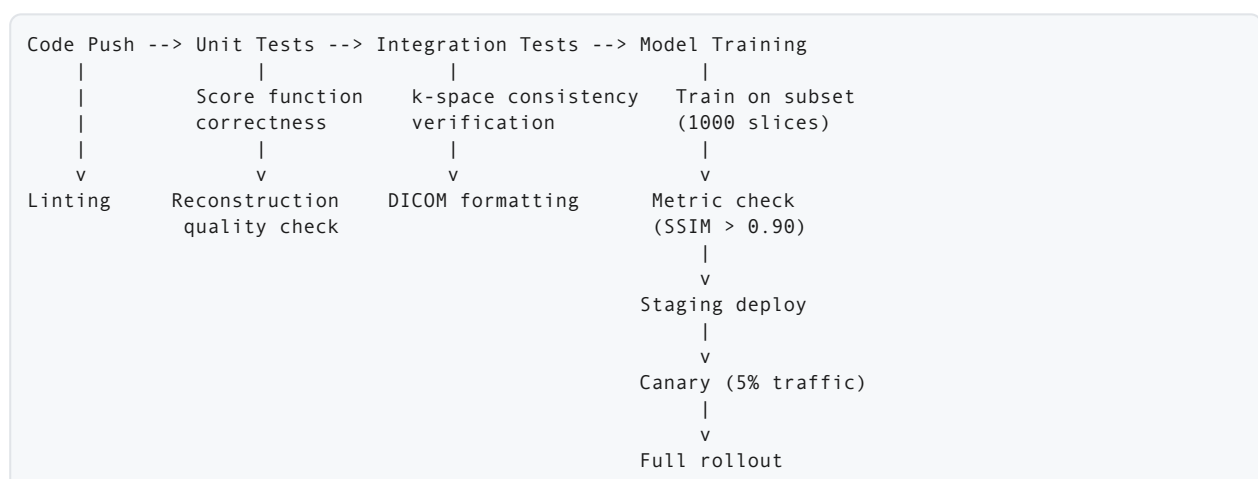 Code Push --> Unit Tests --> Integration Tests --> Model Training
    |              |                |                    |
    |         Score function    k-space consistency   Train on subset
    |         correctness       verification          (1000 slices)
    |              |                |                    |
    v              v                v                    v
Linting     Reconstruction    DICOM formatting      Metric check
             quality check                          (SSIM > 0.90)
                                                         |
                                                         v
                                                   Staging deploy
                                                         |
                                                         v
                                                   Canary (5% traffic)
                                                         |
                                                         v
                                                   Full rollout